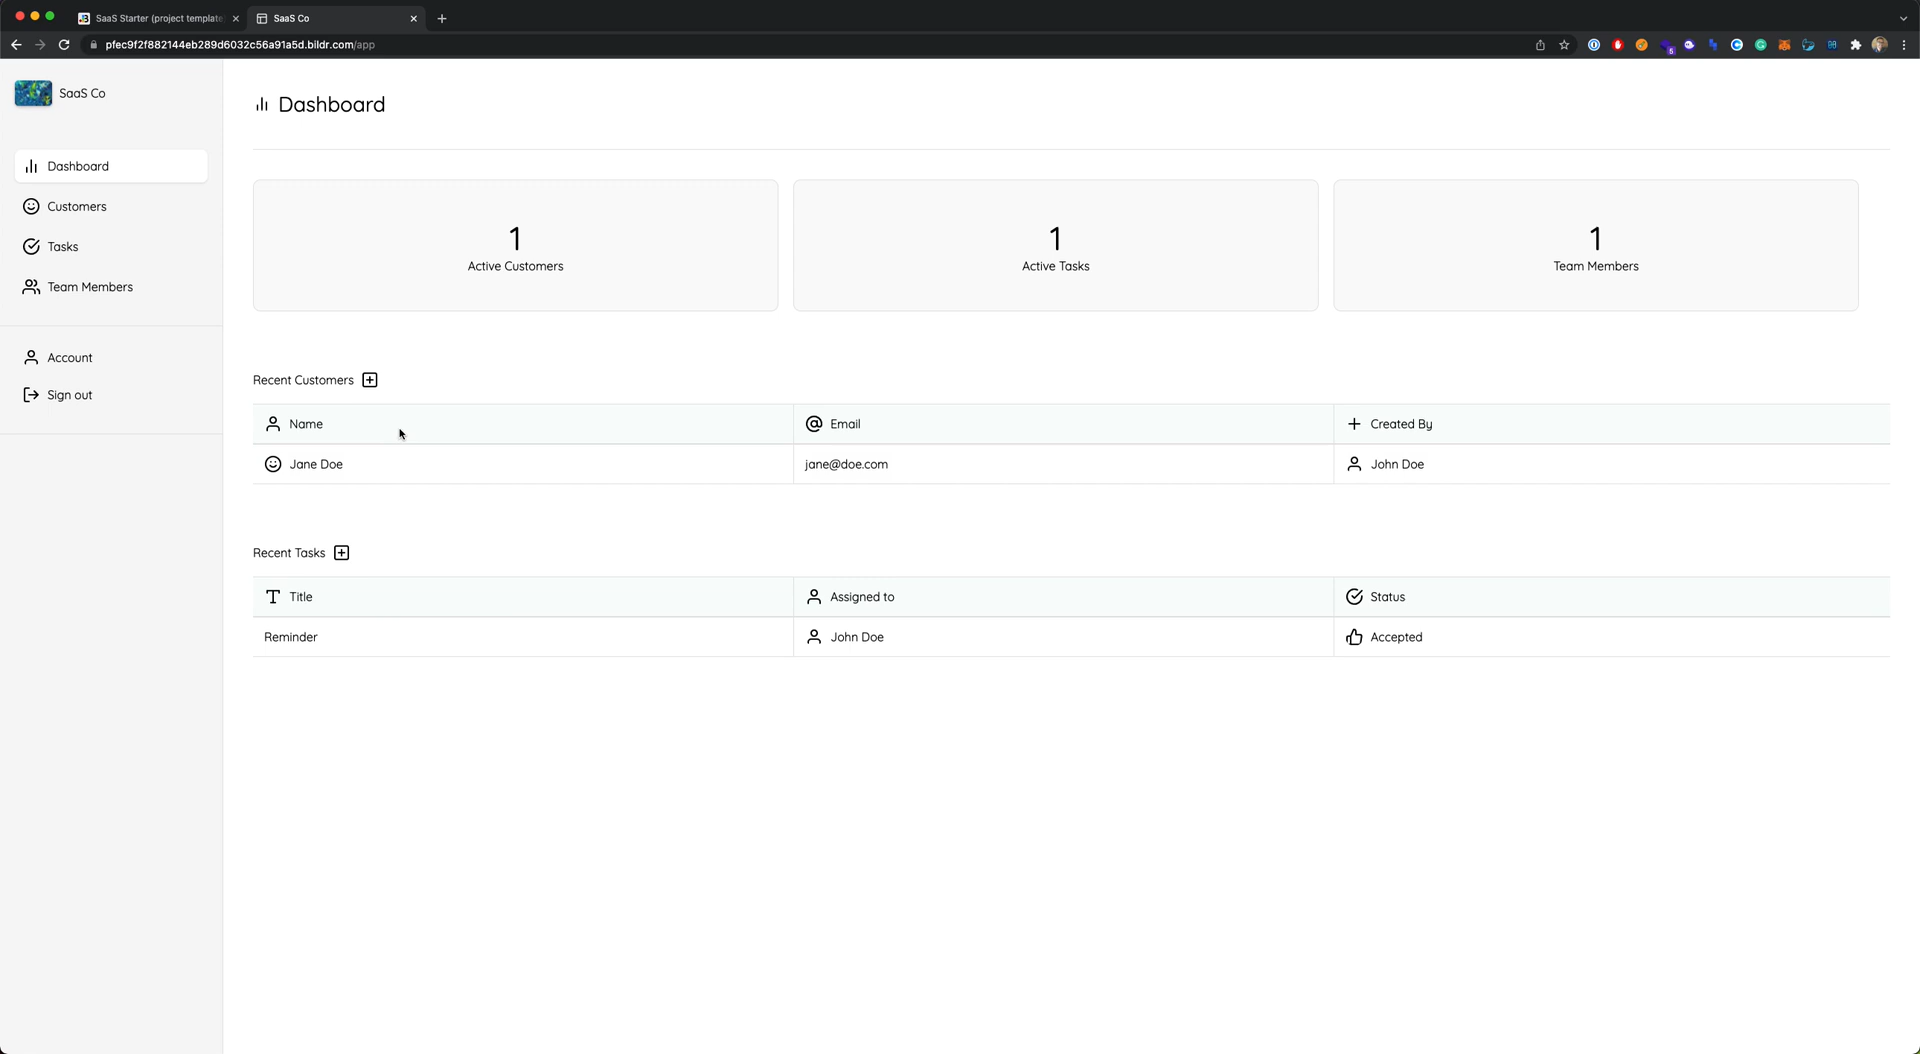 SaaS Starter (project template
SaaS Co
pfec9f2f882144eb289d6032c56a91a5d.bildr.com/app
5
SaaS Co
Dashboard
Customers
Tasks
Team Members
Account
Sign out
Dashboard
1
Active Customers
1
Active Tasks
1
Team Members
Recent Customers
Name Email Created By
Jane Doe jane@doe.com John Doe
Recent Tasks
Title Assigned to Status
Reminder John Doe Accepted